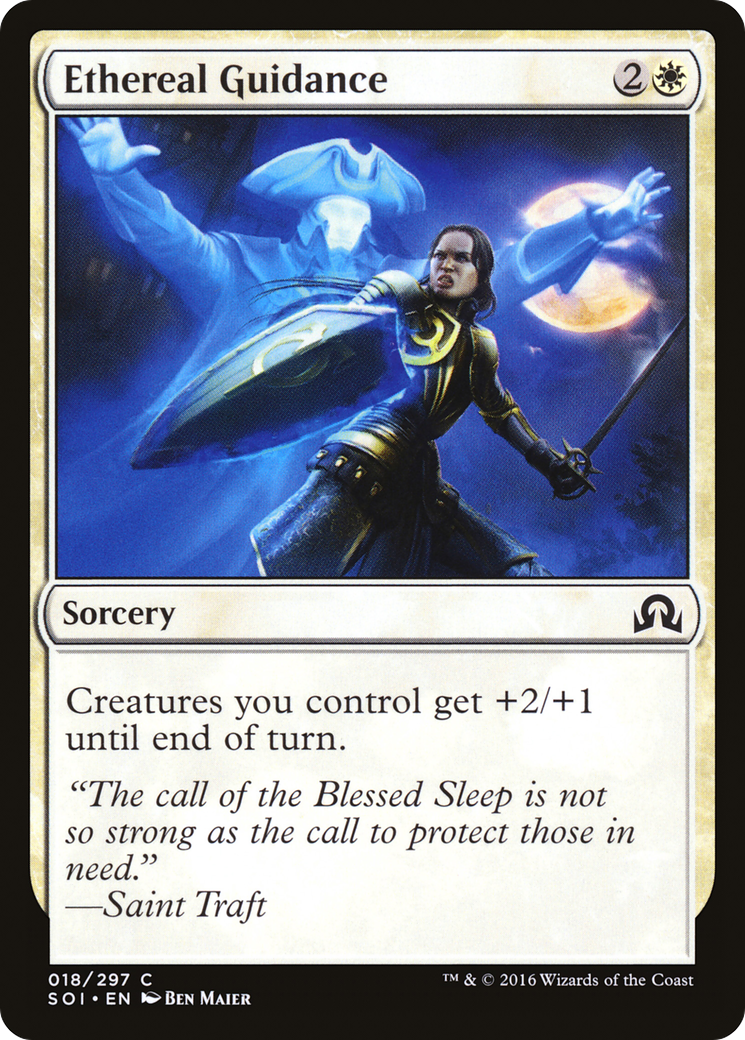 Ethereal Guidance 2
Sorcery
Creatures you control get +2/+1
until end of turn.
“The call of the Blessed Sleep is not
so strong as the call to protect those in
need.”
—Saint Traft
018/297 C
SOI • EN Ben Maier
™ & © 2016 Wizards of the Coast